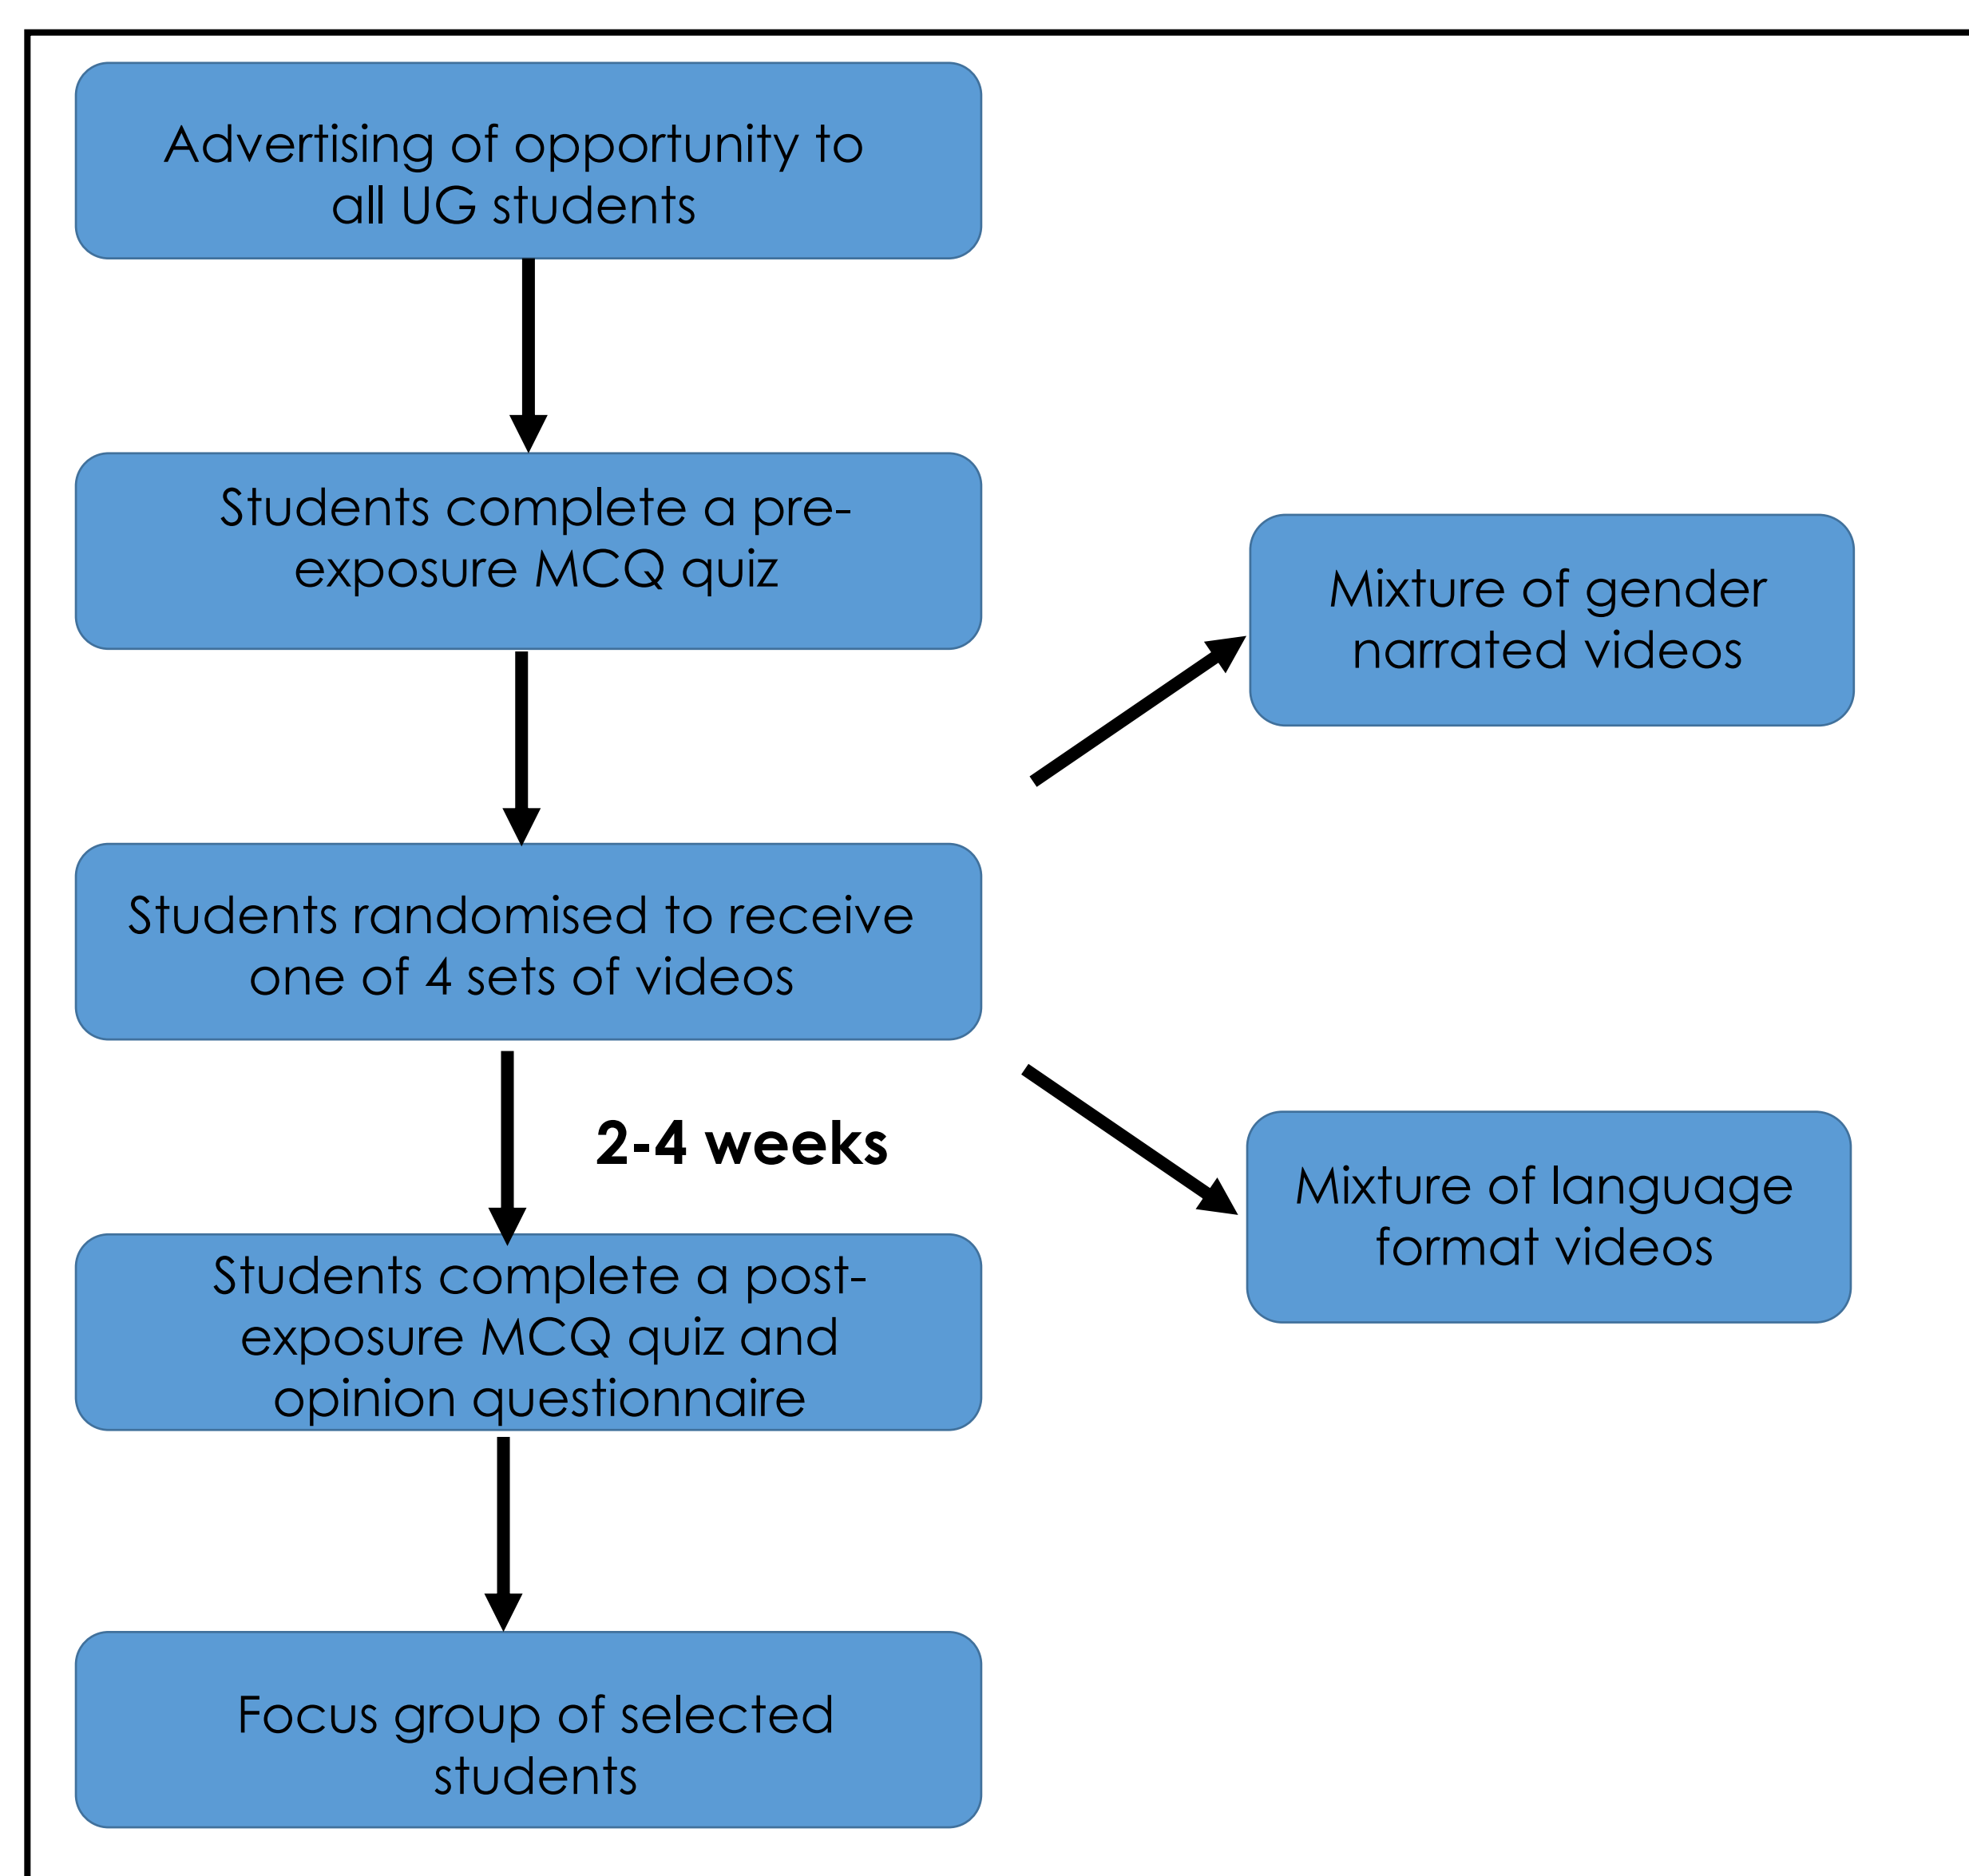 Advertising of opportunity to
all UG students
Students complete a pre-
exposure MCQ quiz
Mixture of gender
narrated videos
Students randomised to receive
one of 4 sets of videos
2-4 weeks
Mixture of language
format videos
Students complete a post-
exposure MCQ quiz and
opinion questionnaire
Focus group of selected
students